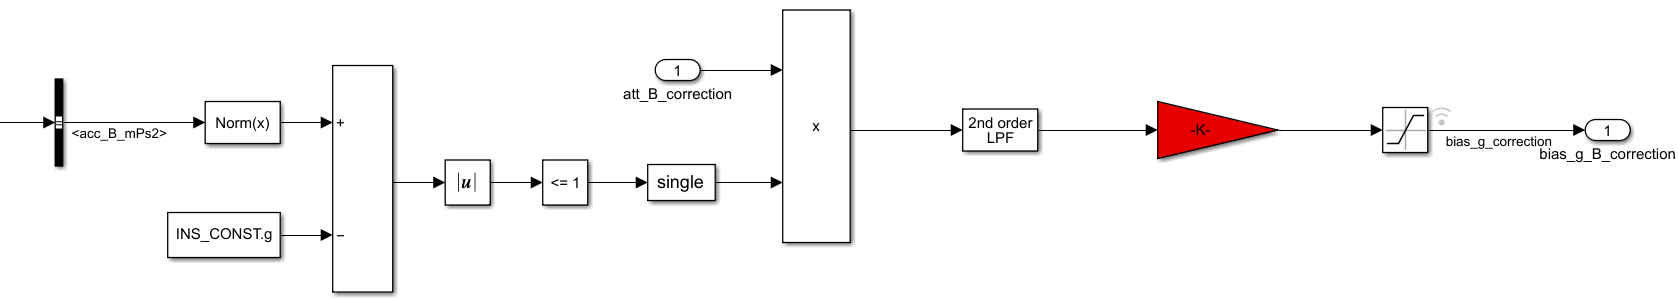 <acc_B_mPs2>
Norm(x)
INS_CONST.g
+
−
|u|
<= 1
single
1
att_B_correction
x
2nd order
LPF
-K-
bias_g_correction
1
bias_g_B_correction